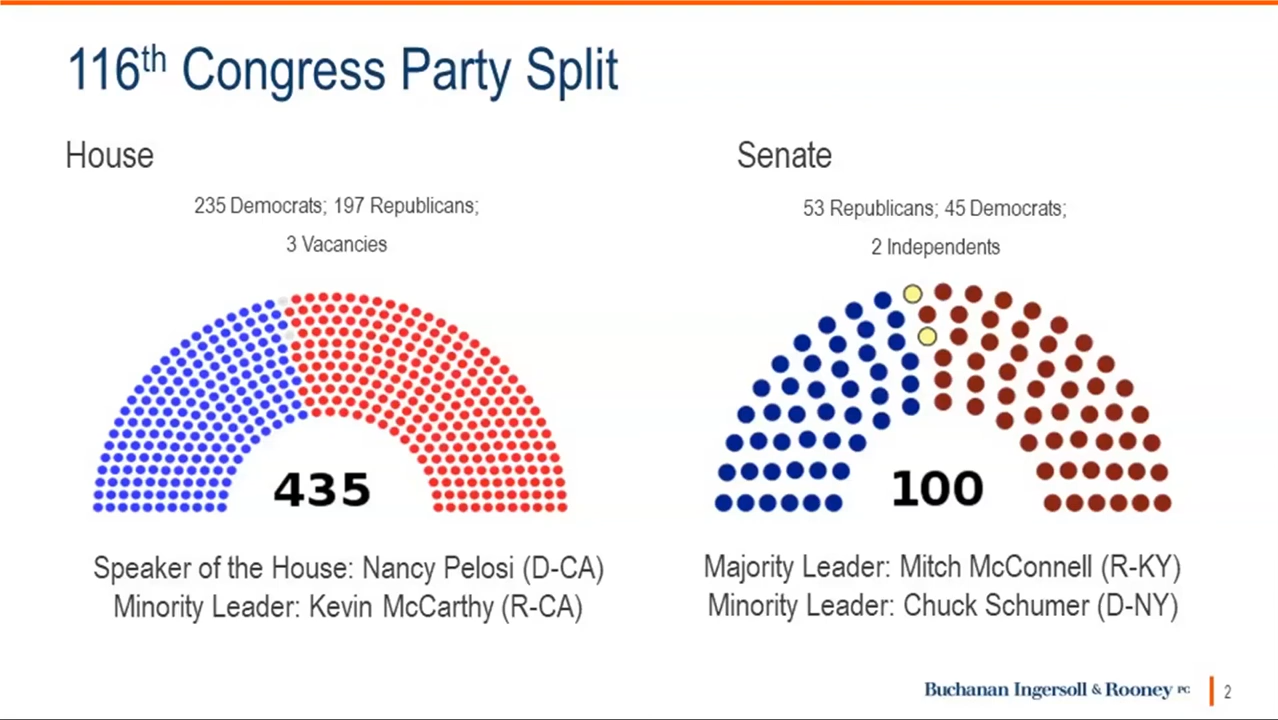 116th Congress Party Split
House
235 Democrats; 197 Republicans;
3 Vacancies
435
Speaker of the House: Nancy Pelosi (D-CA)
Minority Leader: Kevin McCarthy (R-CA)
Senate
53 Republicans; 45 Democrats;
2 Independents
100
Majority Leader: Mitch McConnell (R-KY)
Minority Leader: Chuck Schumer (D-NY)
Buchanan Ingersoll & Rooney PC
2